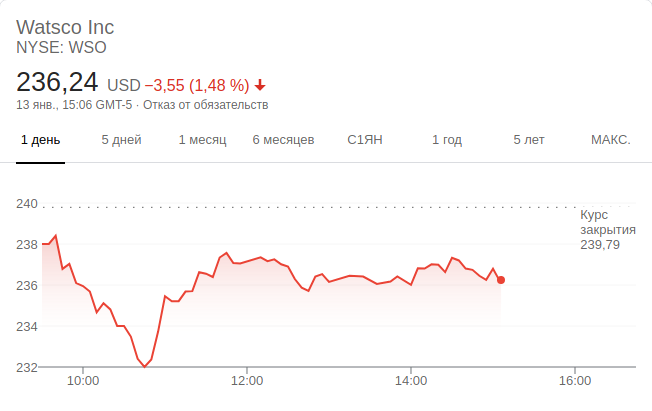 Watsco Inc
NYSE: WSO
236,24 USD −3,55 (1,48 %)
13 янв., 15:06 GMT-5 · Отказ от обязательств
1 день 5 дней 1 месяц 6 месяцев С1ЯН 1 год 5 лет МАКС.
240
Курс
закрытия
239,79
238
236
234
232
10:00 12:00 14:00 16:00